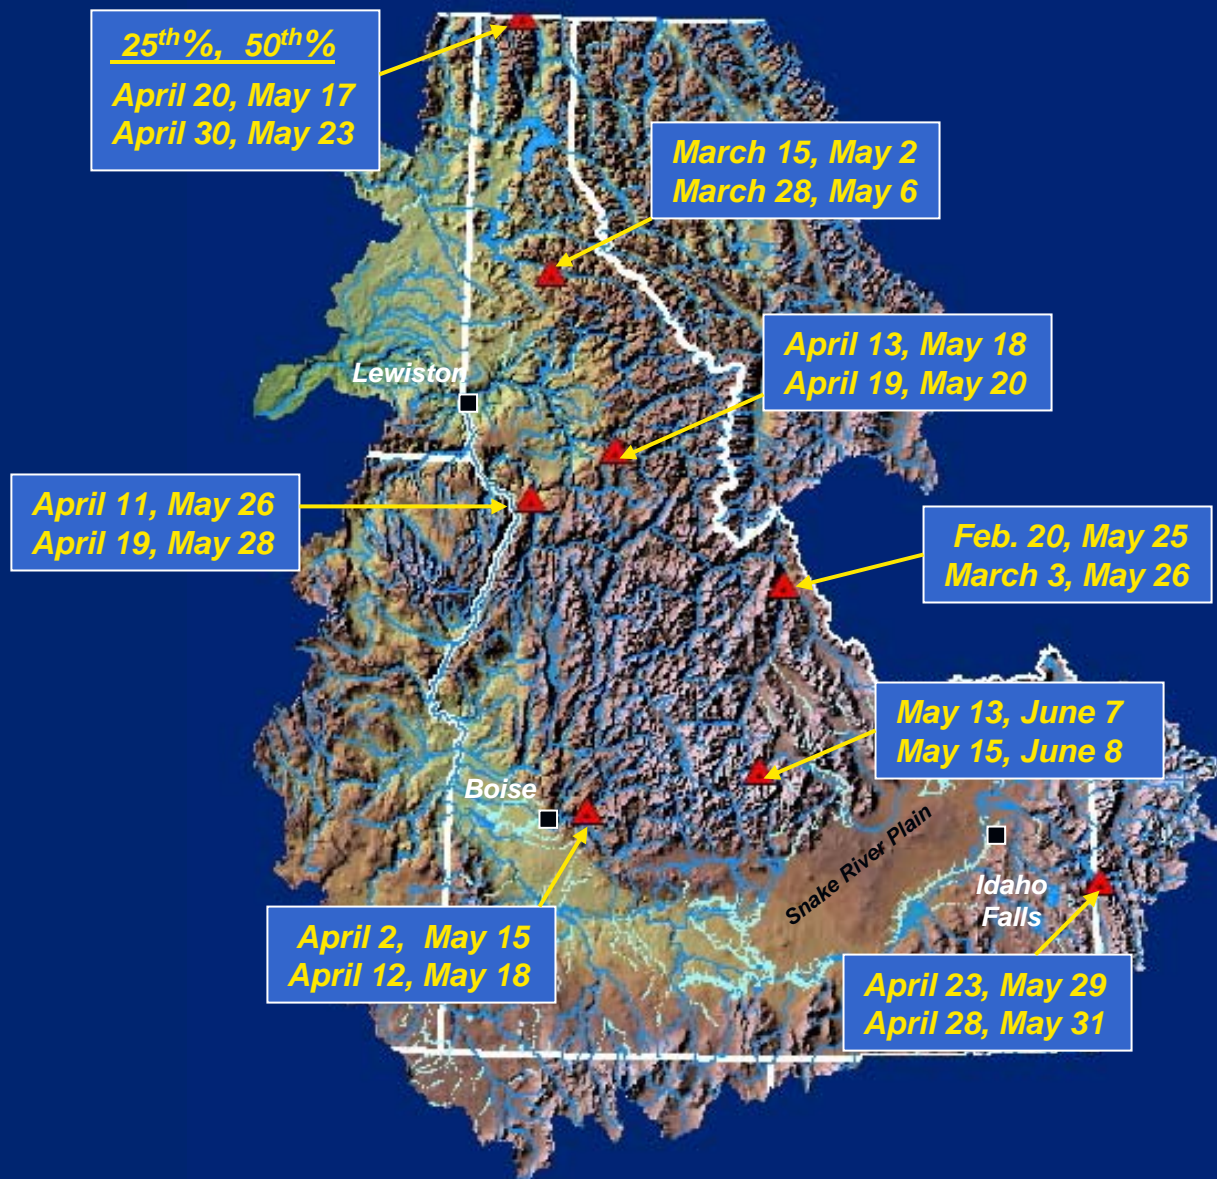 25th%, 50th%
April 20, May 17
April 30, May 23
March 15, May 2
March 28, May 6
April 13, May 18
April 19, May 20
Lewiston
April 11, May 26
April 19, May 28
Feb. 20, May 25
March 3, May 26
May 13, June 7
May 15, June 8
Boise
Snake River Plain
Idaho
Falls
April 2, May 15
April 12, May 18
April 23, May 29
April 28, May 31